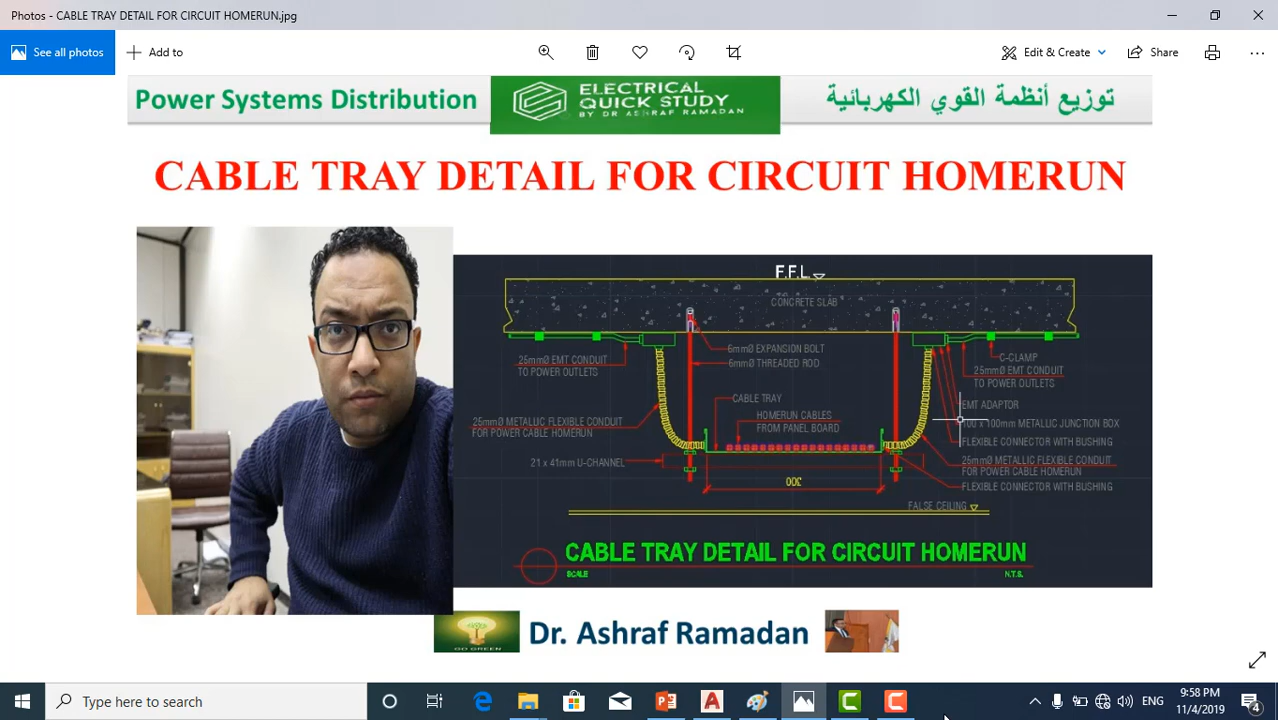 Photos - CABLE TRAY DETAIL FOR CIRCUIT HOMERUN.jpg
See all photos
Add to
Edit & Create
Share
Power Systems Distribution
ELECTRICAL
QUICK STUDY
BY DR ASHRAF RAMADAN
توزيع أنظمة القوي الكهربائية
CABLE TRAY DETAIL FOR CIRCUIT HOMERUN
F.F.L.
CONCRETE SLAB
6mmØ EXPANSION BOLT
6mmØ THREADED ROD
25mmØ EMT CONDUIT
TO POWER OUTLETS
C-CLAMP
25mmØ EMT CONDUIT
TO POWER OUTLETS
CABLE TRAY
EMT ADAPTOR
HOMERUN CABLES
FROM PANEL BOARD
25mmØ METALLIC FLEXIBLE CONDUIT
FOR POWER CABLE HOMERUN
100 x 100mm METALLIC JUNCTION BOX
FLEXIBLE CONNECTOR WITH BUSHING
21 x 41mm U-CHANNEL
25mmØ METALLIC FLEXIBLE CONDUIT
FOR POWER CABLE HOMERUN
300
FLEXIBLE CONNECTOR WITH BUSHING
FALSE CEILING
CABLE TRAY DETAIL FOR CIRCUIT HOMERUN
SCALE
N.T.S.
GO GREEN
Dr. Ashraf Ramadan
Type here to search
ENG
9:58 PM
11/4/2019
4